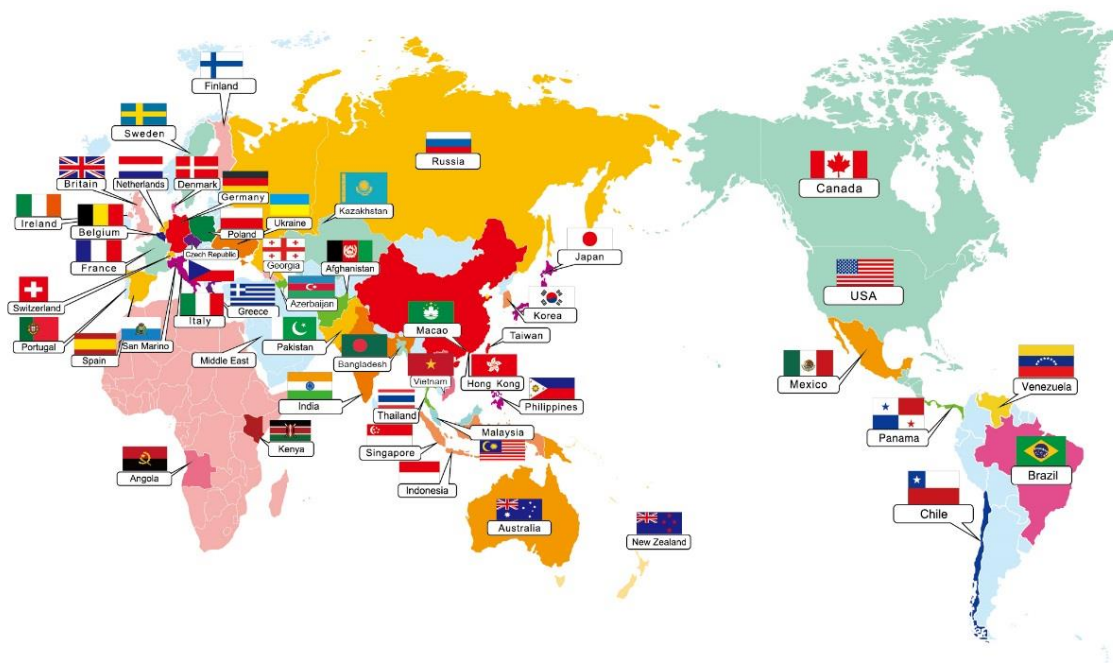 Finland
Sweden
Russia
Canada
Britain
Netherlands
Denmark
Germany
Ireland
Belgium
Poland
Ukraine
Kazakhstan
France
Czech Republic
Georgia
Afghanistan
Japan
Switzerland
Italy
Greece
Azerbaijan
Macao
Korea
USA
Portugal
Spain
San Marino
Middle East
Pakistan
Bangladesh
Vietnam
Hong Kong
Taiwan
Mexico
Venezuela
India
Thailand
Philippines
Panama
Kenya
Singapore
Malaysia
Angola
Indonesia
Brazil
Australia
New Zealand
Chile